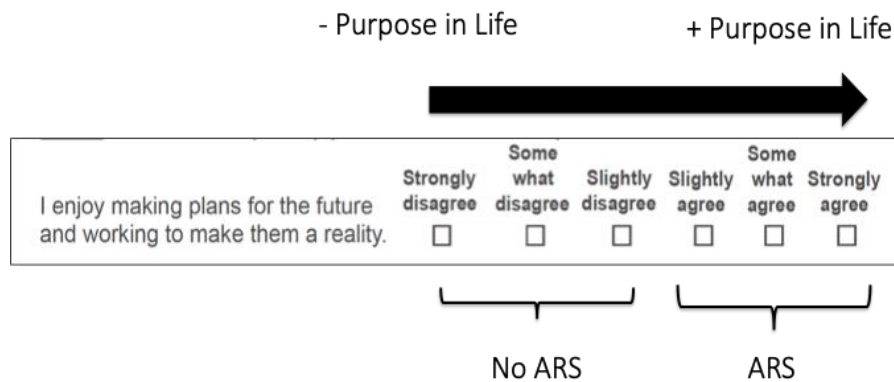 - Purpose in Life
+ Purpose in Life
Some Some
Strongly what Slightly Slightly what Strongly
I enjoy making plans for the future disagree disagree disagree agree agree agree
and working to make them a reality.
No ARS
ARS